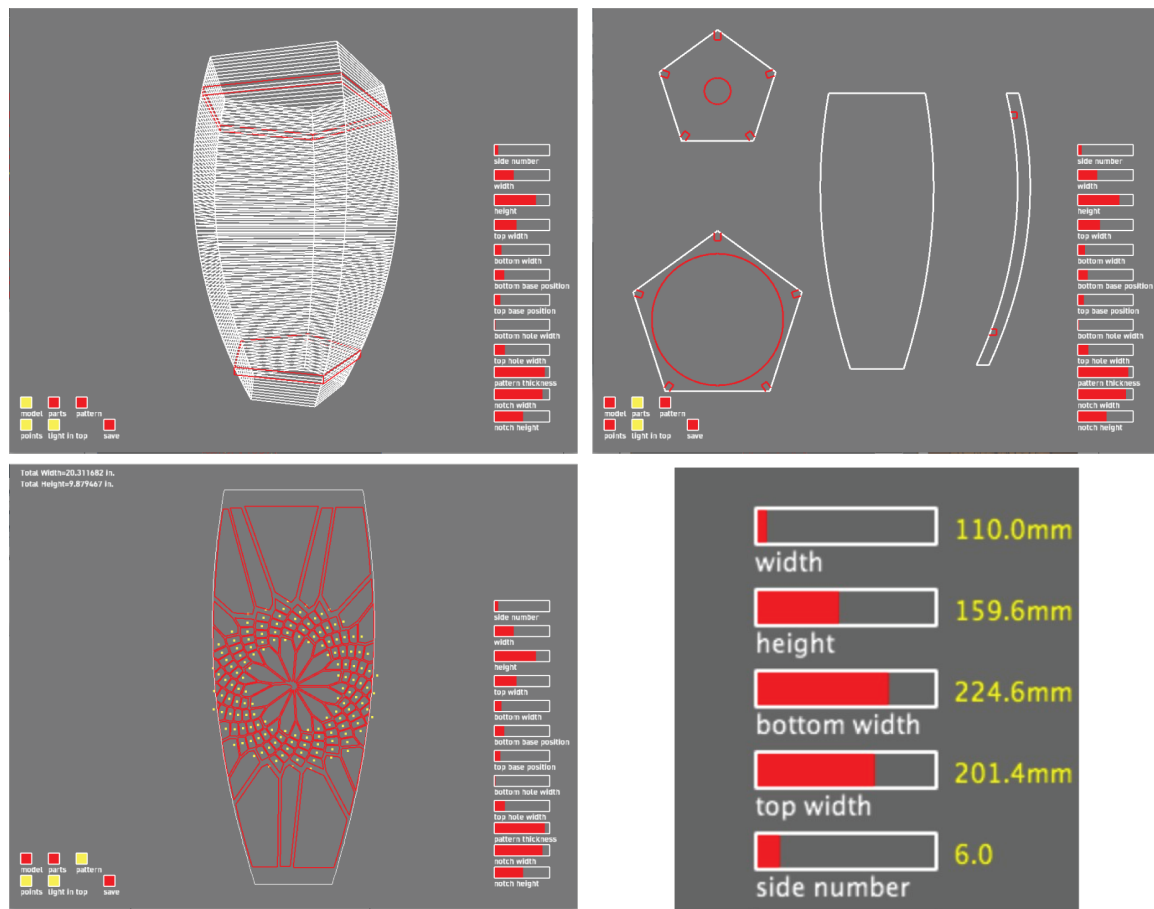 side number
width
height
top width
bottom width
bottom base position
top base position
bottom hole width
top hole width
pattern thickness
notch width
notch height
model parts pattern
points light in top save
side number
width
height
top width
bottom width
bottom base position
top base position
bottom hole width
top hole width
pattern thickness
notch width
notch height
model parts pattern
points light in top save
Total Width=20.311682 in.
Total Height=9.879467 in.
side number
width
height
top width
bottom width
bottom base position
top base position
bottom hole width
top hole width
pattern thickness
notch width
notch height
model parts pattern
points light in top save
110.0mm
width
159.6mm
height
224.6mm
bottom width
201.4mm
top width
6.0
side number